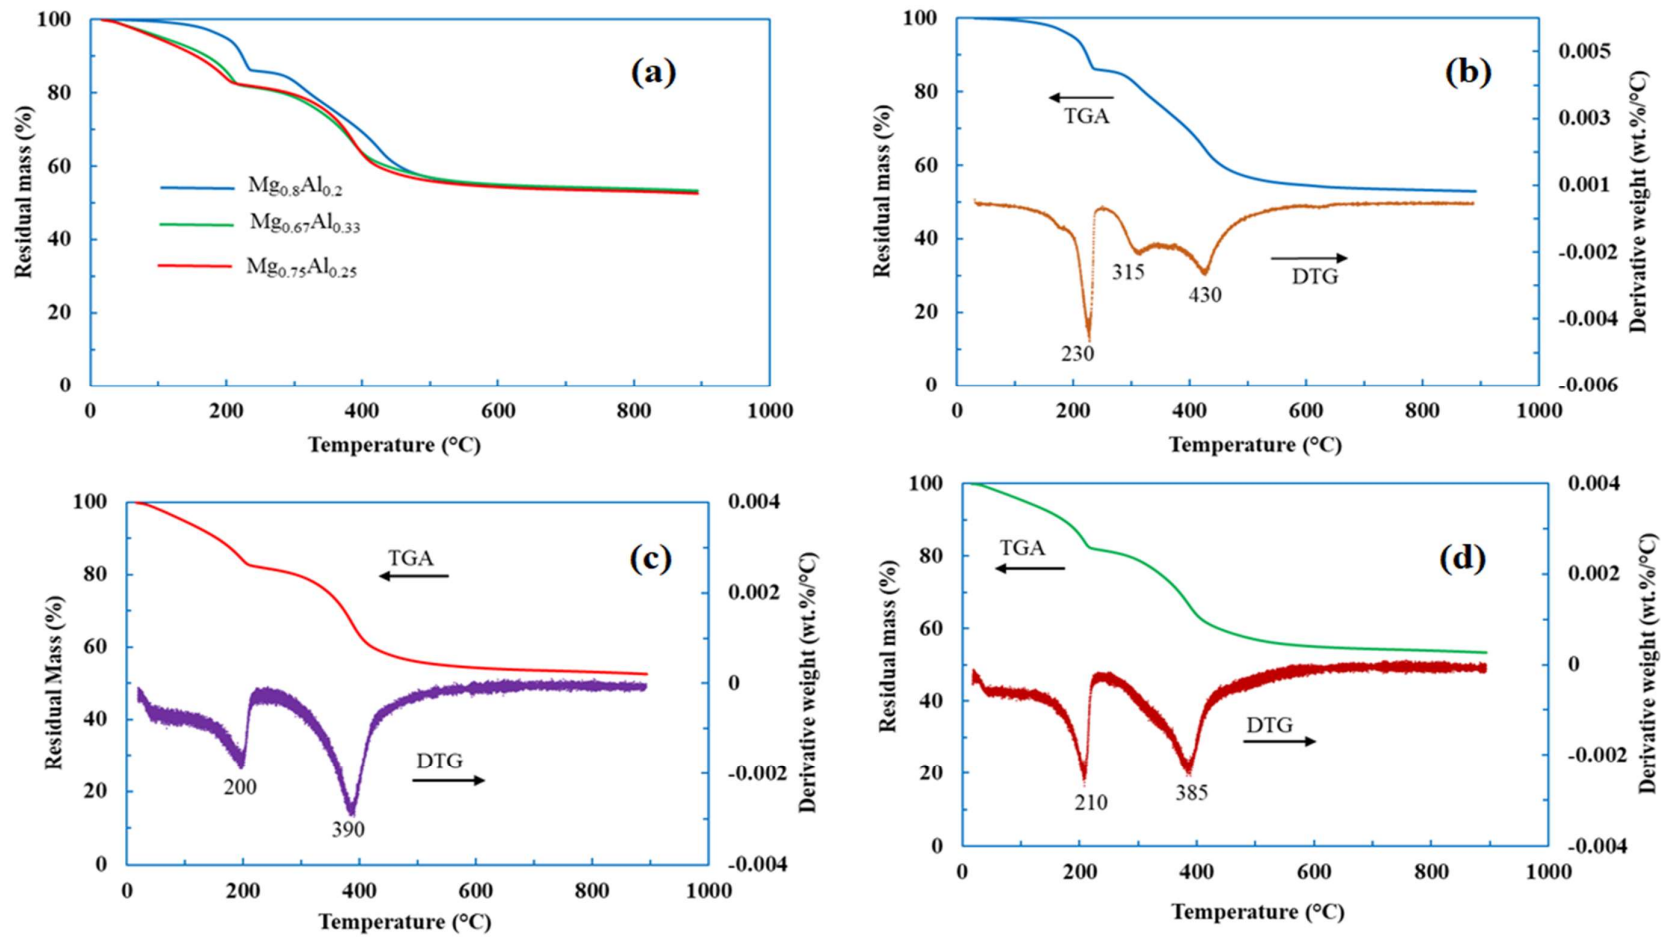 (a)
Residual mass (%)
100
80
60
40
20
0
Mg0.8Al0.2
Mg0.67Al0.33
Mg0.75Al0.25
0 200 400 600 800 1000
Temperature (°C)
(b)
Residual mass (%)
100
80
60
40
20
0
TGA
DTG
230
315
430
0.005
0.003
0.001
-0.002
-0.004
-0.006
Derivative weight (wt.%/°C)
0 200 400 600 800 1000
Temperature (°C)
(c)
Residual Mass (%)
100
80
60
40
20
0
TGA
DTG
200
390
0.004
0.002
0
-0.002
-0.004
Derivative weight (wt.%/°C)
0 200 400 600 800 1000
Temperature (°C)
(d)
Residual mass (%)
100
80
60
40
20
0
TGA
DTG
210
385
0.004
0.002
0
-0.002
-0.004
Derivative weight (wt.%/°C)
0 200 400 600 800 1000
Temperature (°C)